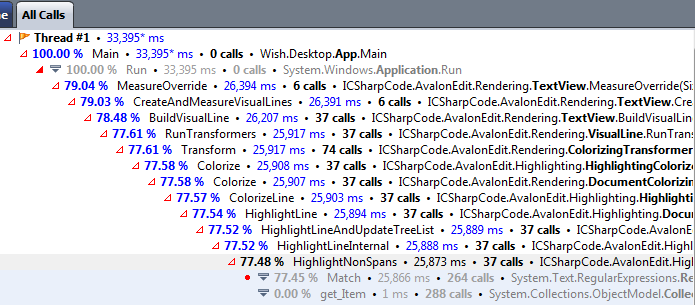 ne All Calls
Thread #1 • 33,395* ms
100.00 % Main • 33,395* ms • 0 calls • Wish.Desktop.App.Main
100.00 % Run • 33,395 ms • 0 calls • System.Windows.Application.Run
79.04 % MeasureOverride • 26,394 ms • 6 calls • ICSharpCode.AvalonEdit.Rendering.TextView.MeasureOverride(Siz
79.03 % CreateAndMeasureVisualLines • 26,391 ms • 6 calls • ICSharpCode.AvalonEdit.Rendering.TextView.Cre
78.48 % BuildVisualLine • 26,207 ms • 37 calls • ICSharpCode.AvalonEdit.Rendering.TextView.BuildVisualLin
77.61 % RunTransformers • 25,917 ms • 37 calls • ICSharpCode.AvalonEdit.Rendering.VisualLine.RunT
77.61 % Transform • 25,917 ms • 74 calls • ICSharpCode.AvalonEdit.Rendering.ColorizingTransformer
77.58 % Colorize • 25,908 ms • 37 calls • ICSharpCode.AvalonEdit.Highlighting.HighlightingColoriz
77.58 % Colorize • 25,907 ms • 37 calls • ICSharpCode.AvalonEdit.Rendering.DocumentColorizin
77.57 % ColorizeLine • 25,903 ms • 37 calls • ICSharpCode.AvalonEdit.Highlighting.Highlighti
77.54 % HighlightLine • 25,894 ms • 37 calls • ICSharpCode.AvalonEdit.Highlighting.Docu
77.52 % HighlightLineAndUpdateTreeList • 25,889 ms • 37 calls • ICSharpCode.AvalonEdi
77.52 % HighlightLineInternal • 25,888 ms • 37 calls • ICSharpCode.AvalonEdit.Highl
77.48 % HighlightNonSpans • 25,873 ms • 37 calls • ICSharpCode.AvalonEdit.Hig
77.45 % Match • 25,866 ms • 264 calls • System.Text.RegularExpressions.Re
0.00 % get_Item • 1 ms • 288 calls • System.Collections.ObjectModel.Colle